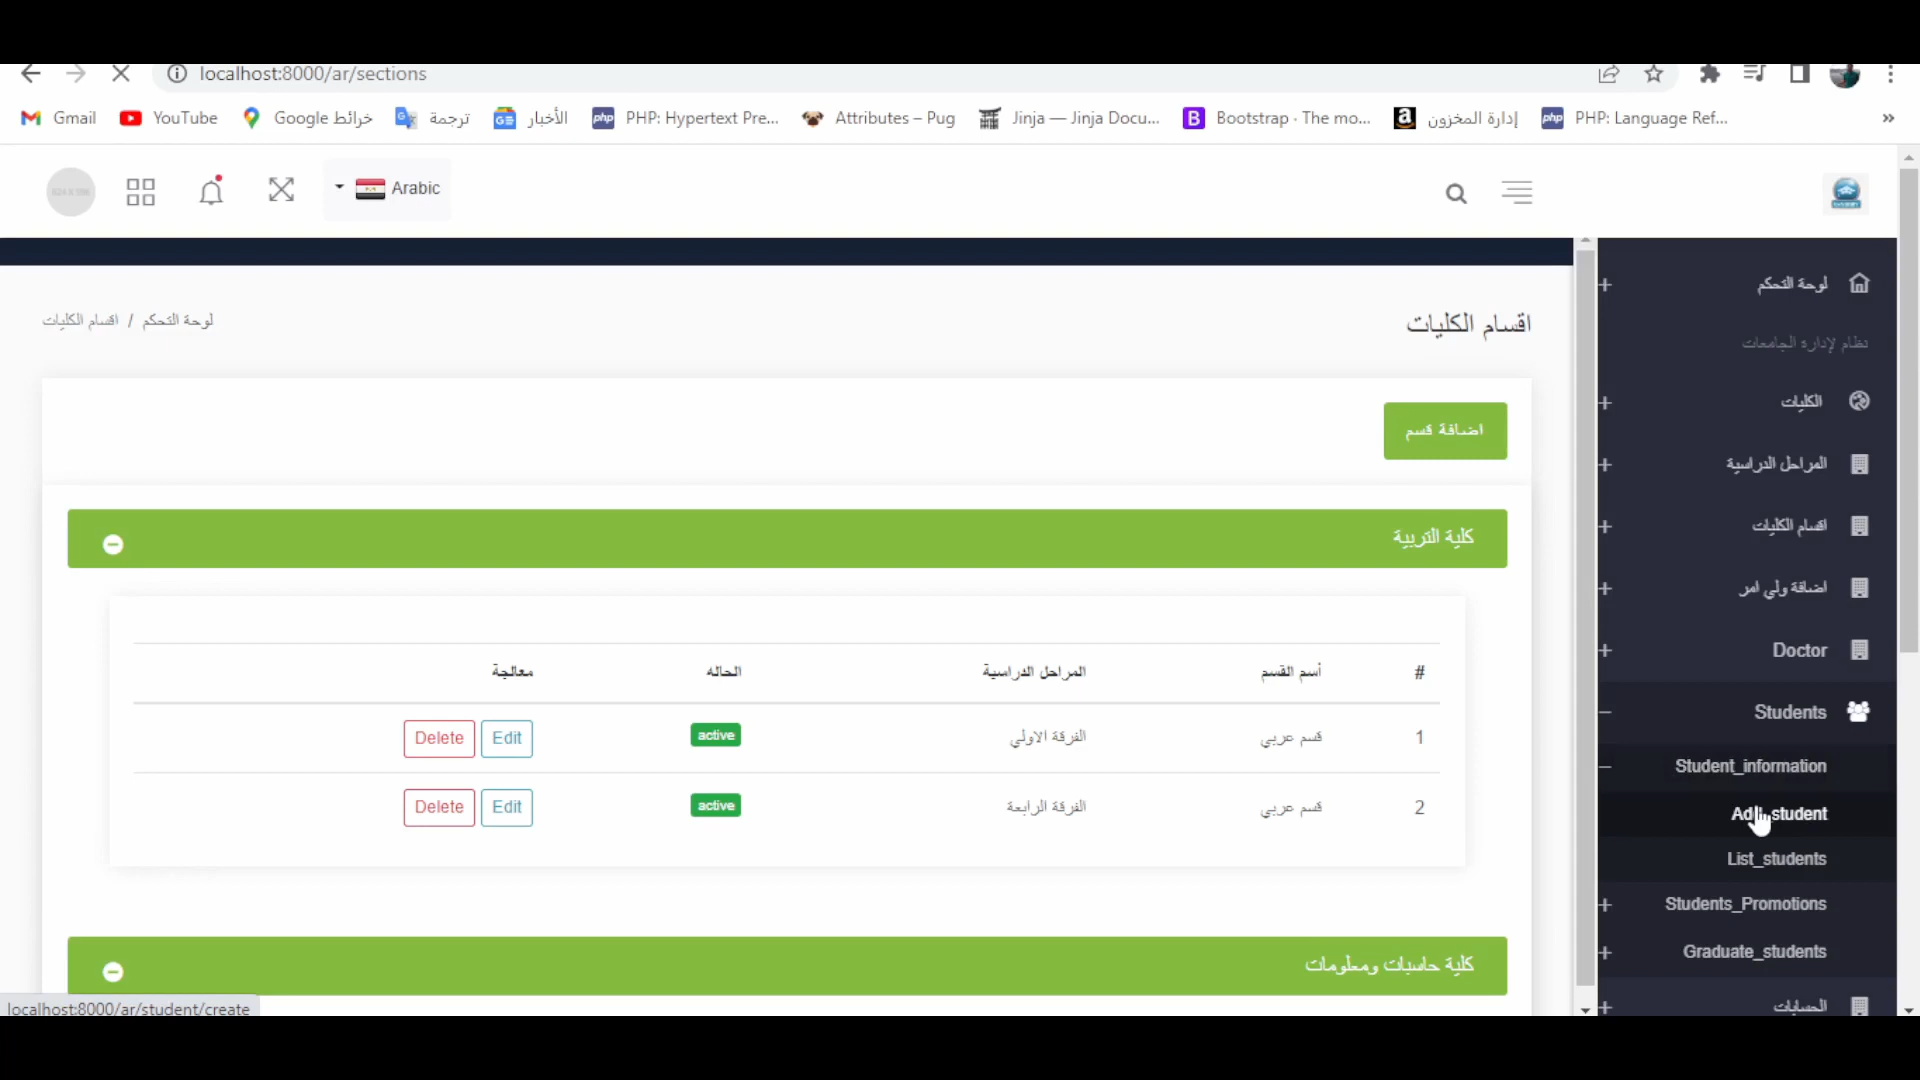 localhost:8000/ar/sections
Gmail YouTube خرائط Google ترجمة الأخبار PHP: Hypertext Pre... Attributes – Pug Jinja — Jinja Docu... Bootstrap · The mo... إدارة المخزون PHP: Language Ref... »
Arabic
لوحة التحكم
نظام لإدارة الجامعات
الكليات
المراحل الدراسية
اقسام الكليات
اضافة ولي امر
Doctor
Students
Student_information
Add_student
List_students
Students_Promotions
Graduate_students
الحسابات
اقسام الكليات
لوحة التحكم / اقسام الكليات
اضافة قسم
كلية التربية
# أسم القسم المراحل الدراسية الحاله معالجة
1 قسم عربي الفرقة الاولي active Edit Delete
2 قسم عربي الفرقة الرابعة active Edit Delete
كلية حاسبات ومعلومات
localhost:8000/ar/student/create